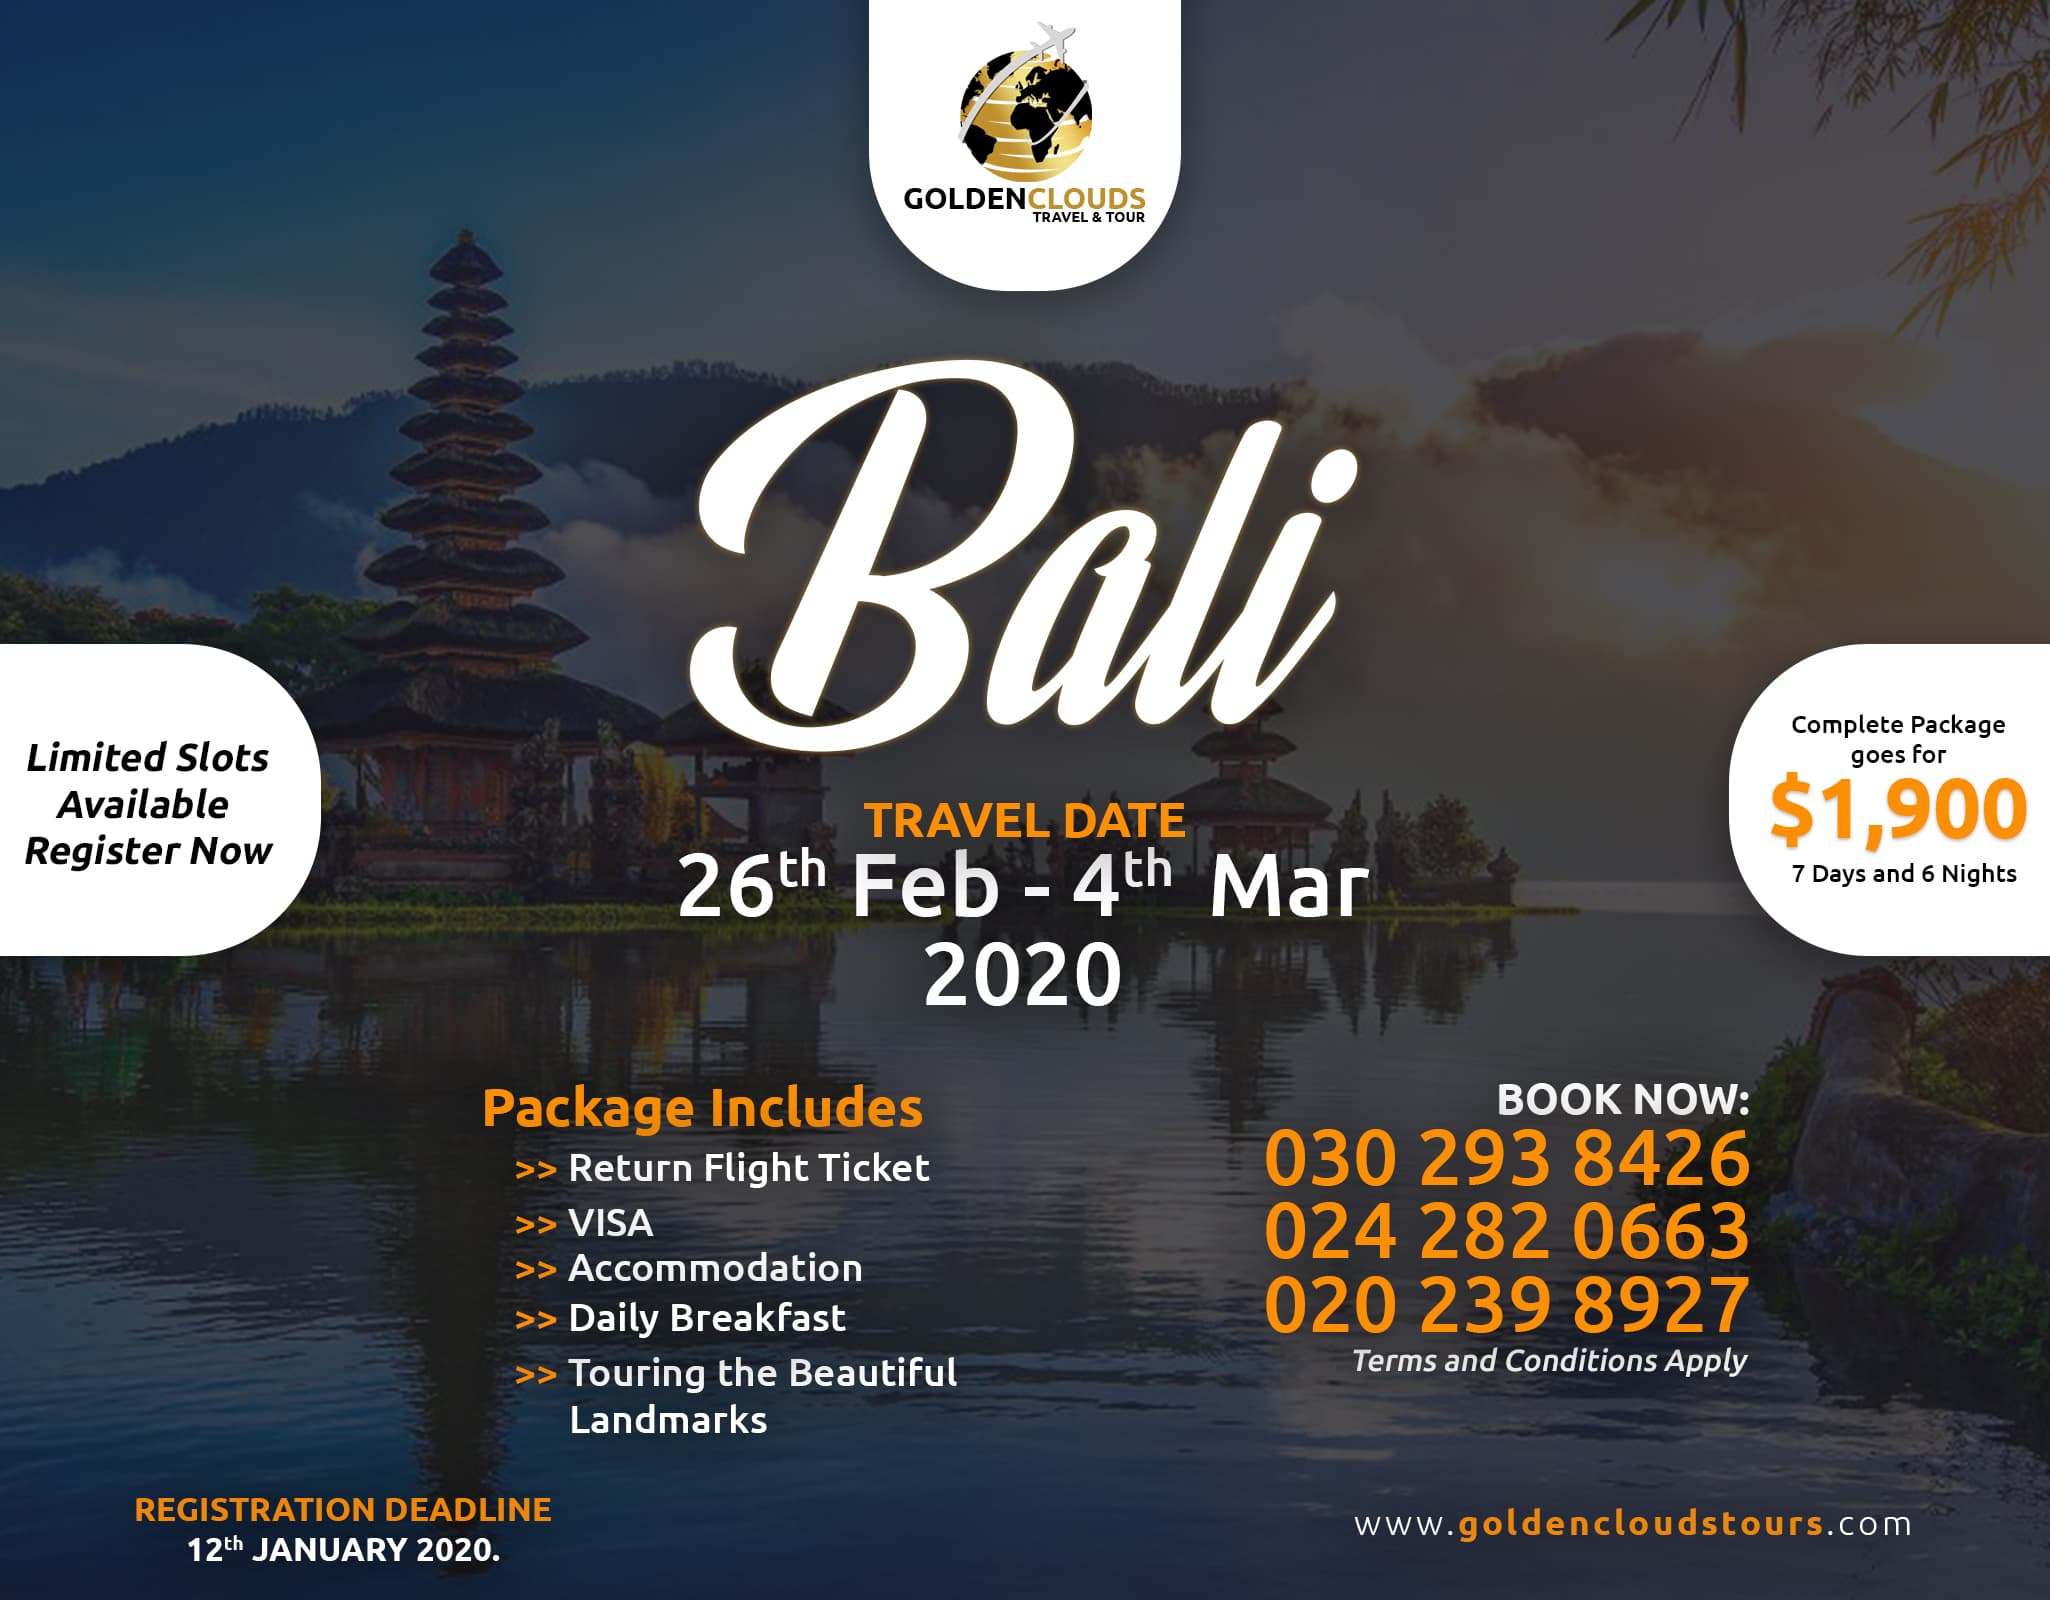 GOLDENCLOUDS
TRAVEL & TOUR
Bali
Limited Slots
Available
Register Now
Complete Package
goes for
$1,900
7 Days and 6 Nights
TRAVEL DATE
26th Feb - 4th Mar
2020
Package Includes
>> Return Flight Ticket
>> VISA
>> Accommodation
>> Daily Breakfast
>> Touring the Beautiful
Landmarks
BOOK NOW:
030 293 8426
024 282 0663
020 239 8927
Terms and Conditions Apply
REGISTRATION DEADLINE
12th JANUARY 2020.
www.goldencloudstours.com